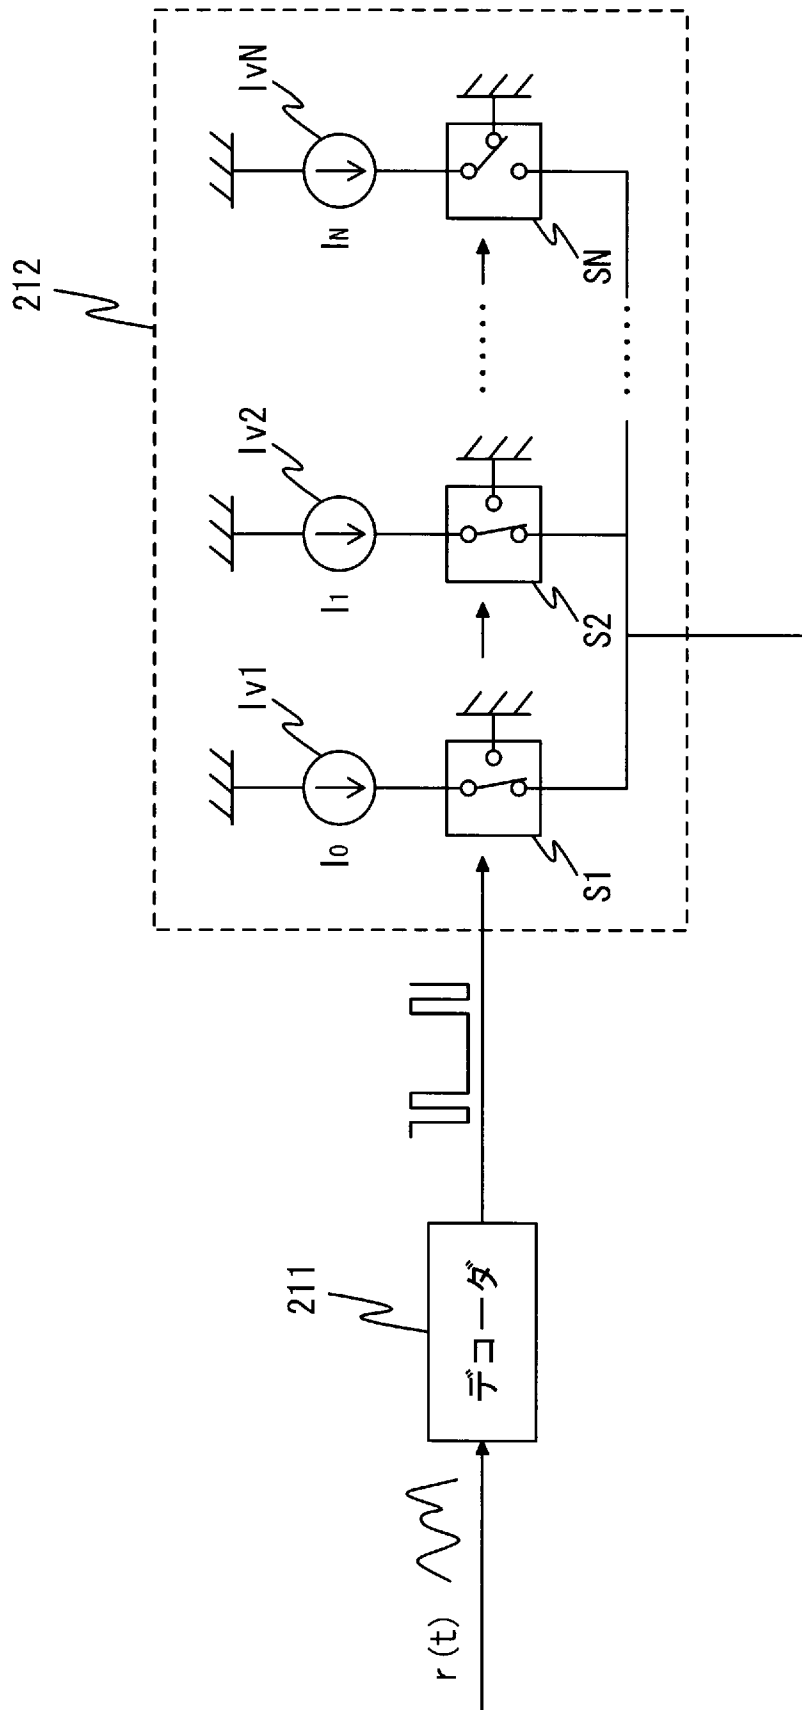 212
Iv1
Iv2
IvN
I0
I1
IN
S1
S2
SN
211
デコーダ
r(t)